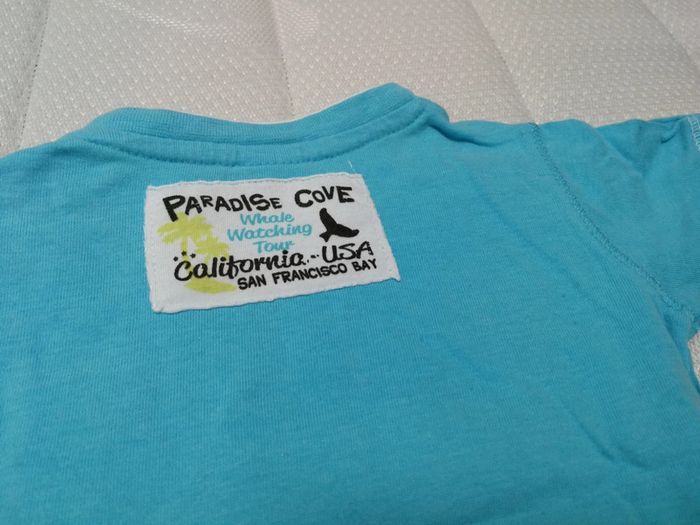 PARADISE COVE
Whale
Watching
Tour
California - USA
SAN FRANCISCO BAY